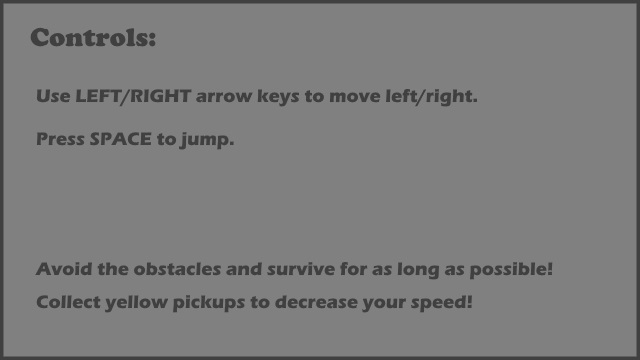 Controls:
Use LEFT/RIGHT arrow keys to move left/right.
Press SPACE to jump.
Avoid the obstacles and survive for as long as possible!
Collect yellow pickups to decrease your speed!